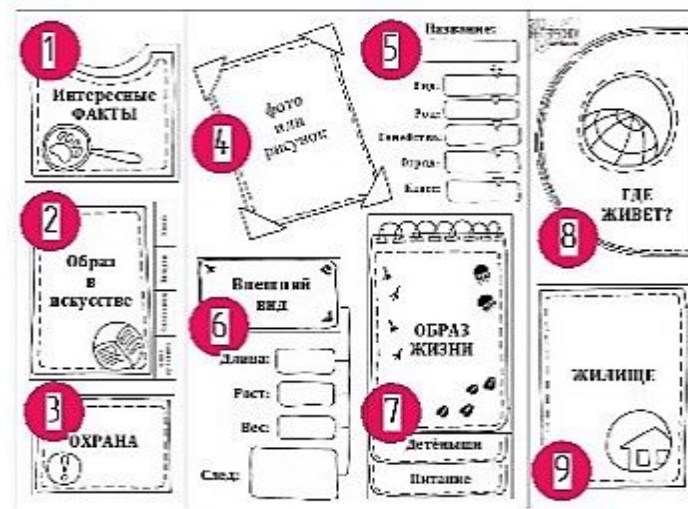 1
Интересные
ФАКТЫ
2
Образ
в
искусстве
3
ОХРАНА
4
фото
или
рисунок
5
Название:
Вид:
Род:
Семейство:
Отряд:
Класс:
6
Внешний
вид
Длина:
Рост:
Вес:
След:
7
ОБРАЗ
ЖИЗНИ
Детёныши
Питание
8
ГДЕ
ЖИВЕТ?
9
ЖИЛИЩЕ